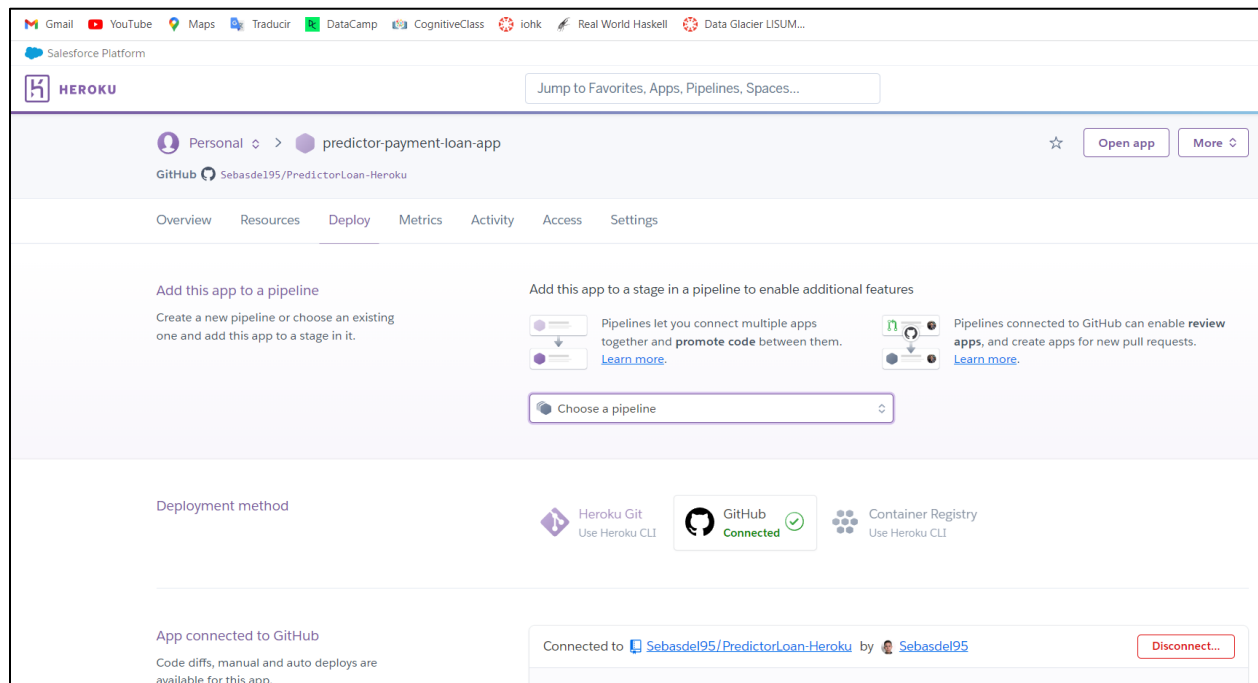 Gmail YouTube Maps Traducir DataCamp CognitiveClass iohk Real World Haskell Data Glacier LISUM...
Salesforce Platform
HEROKU
Jump to Favorites, Apps, Pipelines, Spaces...
Personal > predictor-payment-loan-app
Open app
More
GitHub Sebasdel95/PredictorLoan-Heroku
Overview Resources Deploy Metrics Activity Access Settings
Add this app to a pipeline
Create a new pipeline or choose an existing
one and add this app to a stage in it.
Add this app to a stage in a pipeline to enable additional features
Pipelines let you connect multiple apps
together and promote code between them.
Learn more.
Pipelines connected to GitHub can enable review
apps, and create apps for new pull requests.
Learn more.
Choose a pipeline
Deployment method
Heroku Git
Use Heroku CLI
GitHub
Connected
Container Registry
Use Heroku CLI
App connected to GitHub
Code diffs, manual and auto deploys are
available for this app.
Connected to Sebasdel95/PredictorLoan-Heroku by Sebasdel95
Disconnect...